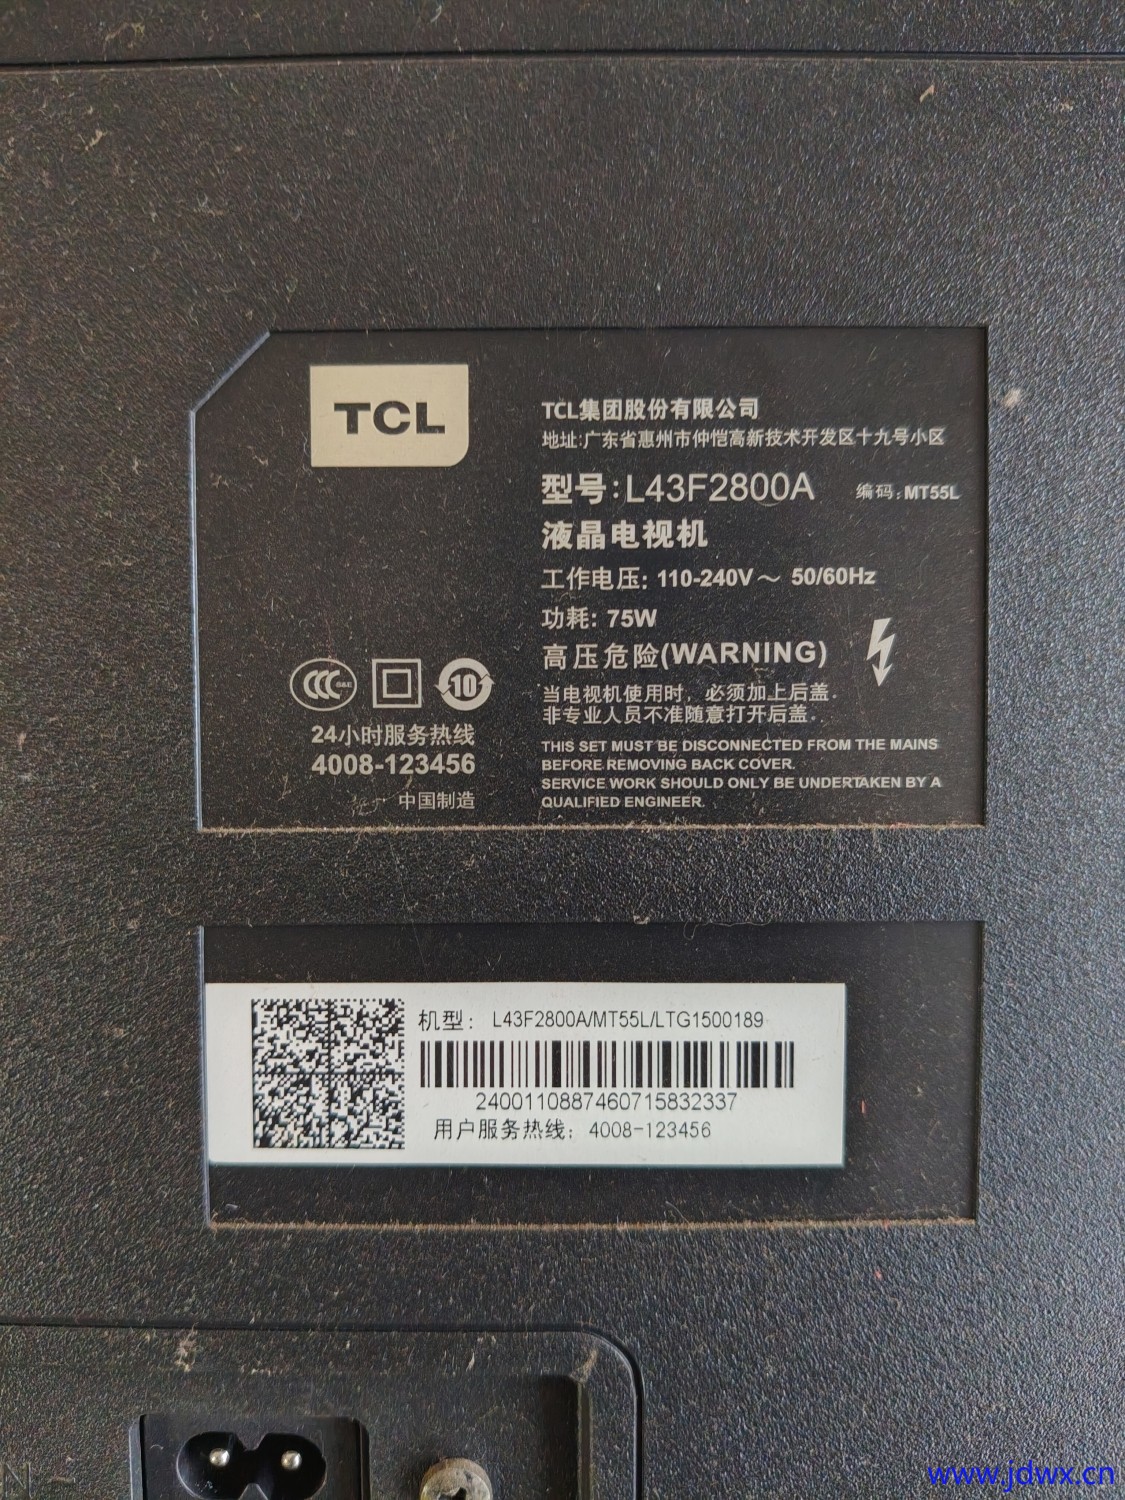 TCL
TCL集团股份有限公司
地址:广东省惠州市仲恺高新技术开发区十九号小区
型号:L43F2800A 编码:MT55L
液晶电视机
工作电压: 110-240V～ 50/60Hz
功耗: 75W
高压危险(WARNING)
当电视机使用时，必须加上后盖.
非专业人员不准随意打开后盖。
THIS SET MUST BE DISCONNECTED FROM THE MAINS
BEFORE REMOVING BACK COVER.
SERVICE WORK SHOULD ONLY BE UNDERTAKEN BY A
QUALIFIED ENGINEER.
CCC
10
24小时服务热线
4008-123456
中国制造
机型: L43F2800A/MT55L/LTG1500189
2400110887460715832337
用户服务热线: 4008-123456
N
www.jdwx.cn